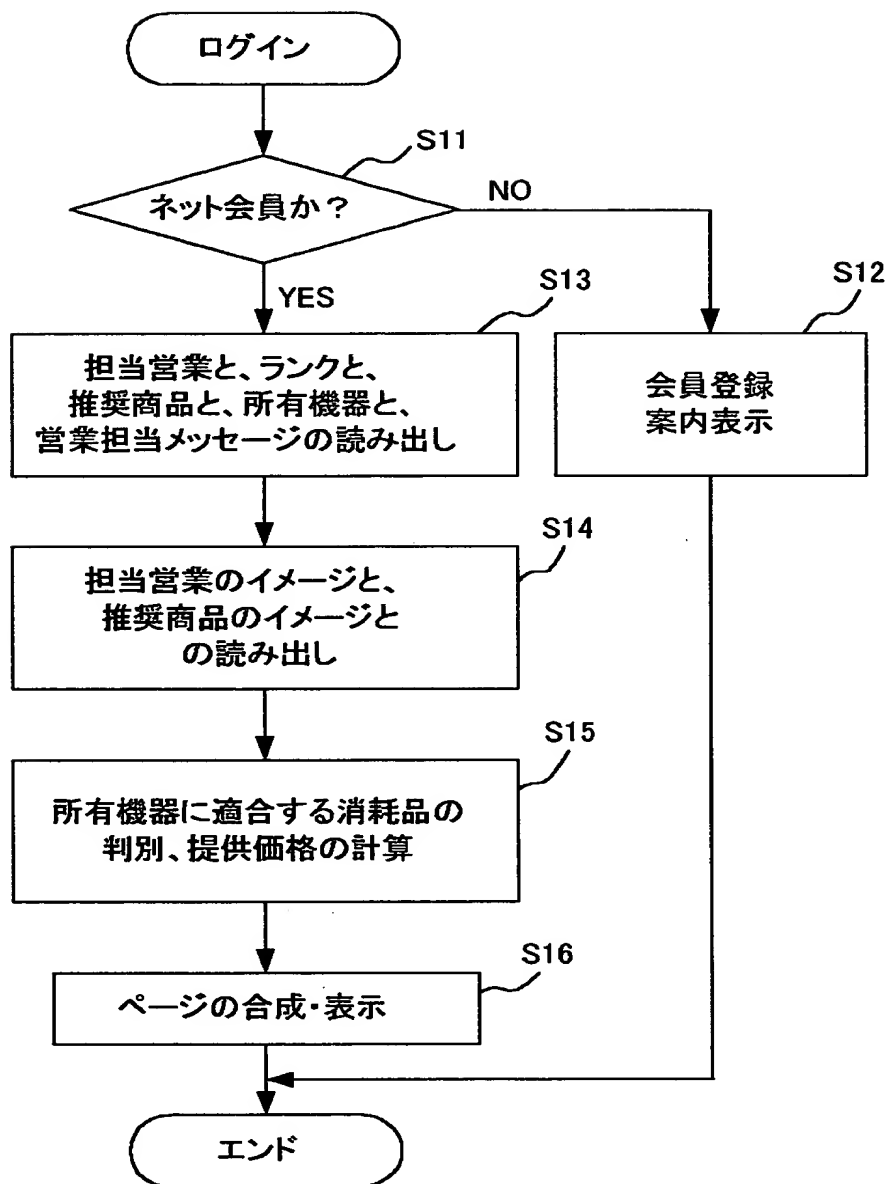 ログイン
S11
ネット会員か?
NO
YES
S13
S12
担当営業と、ランクと、
推奨商品と、所有機器と、
営業担当メッセージの読み出し
会員登録
案内表示
S14
担当営業のイメージと、
推奨商品のイメージと
の読み出し
S15
所有機器に適合する消耗品の
判別、提供価格の計算
S16
ページの合成・表示
エンド